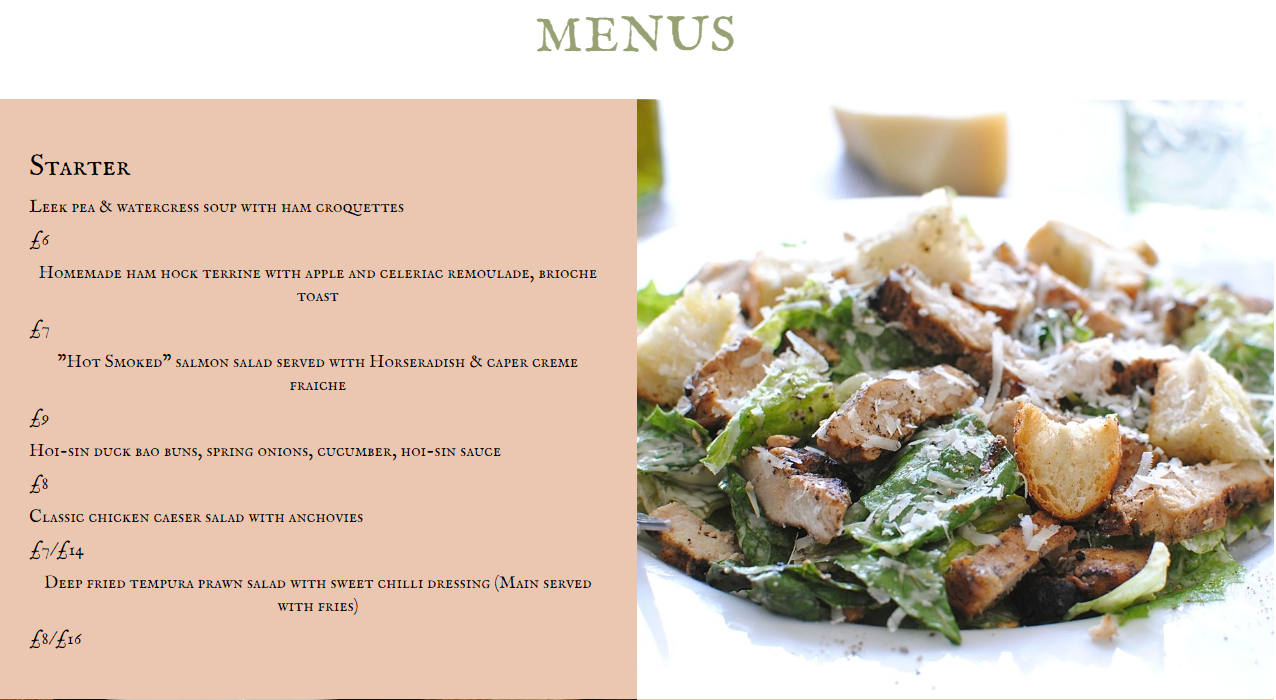 MENUS
Starter
Leek pea & watercress soup with ham croquettes
£6
Homemade ham hock terrine with apple and celeriac remoulade, brioche
toast
£7
"Hot Smoked" salmon salad served with Horseradish & caper creme
fraiche
£9
Hoi-sin duck bao buns, spring onions, cucumber, hoi-sin sauce
£8
Classic chicken caeser salad with anchovies
£7/£14
Deep fried tempura prawn salad with sweet chilli dressing (Main served
with fries)
£8/£16